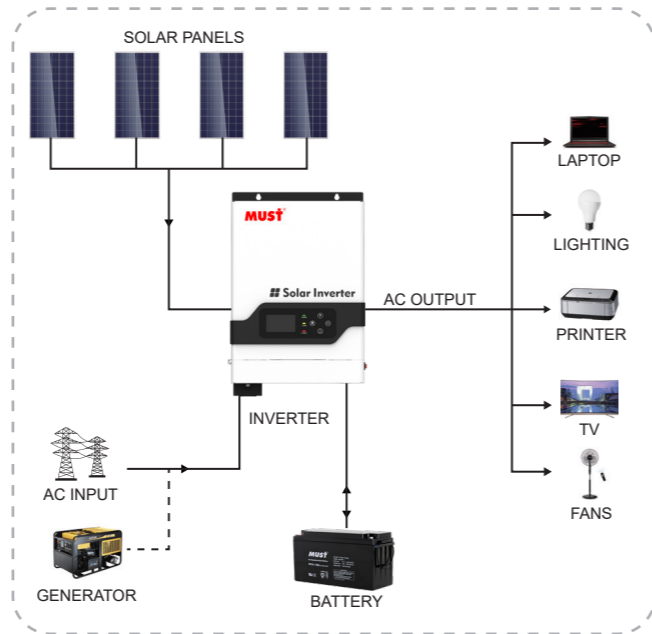 SOLAR PANELS
MUST
Solar Inverter
AC OUTPUT
LAPTOP
LIGHTING
PRINTER
TV
FANS
INVERTER
AC INPUT
GENERATOR
MUST
BATTERY